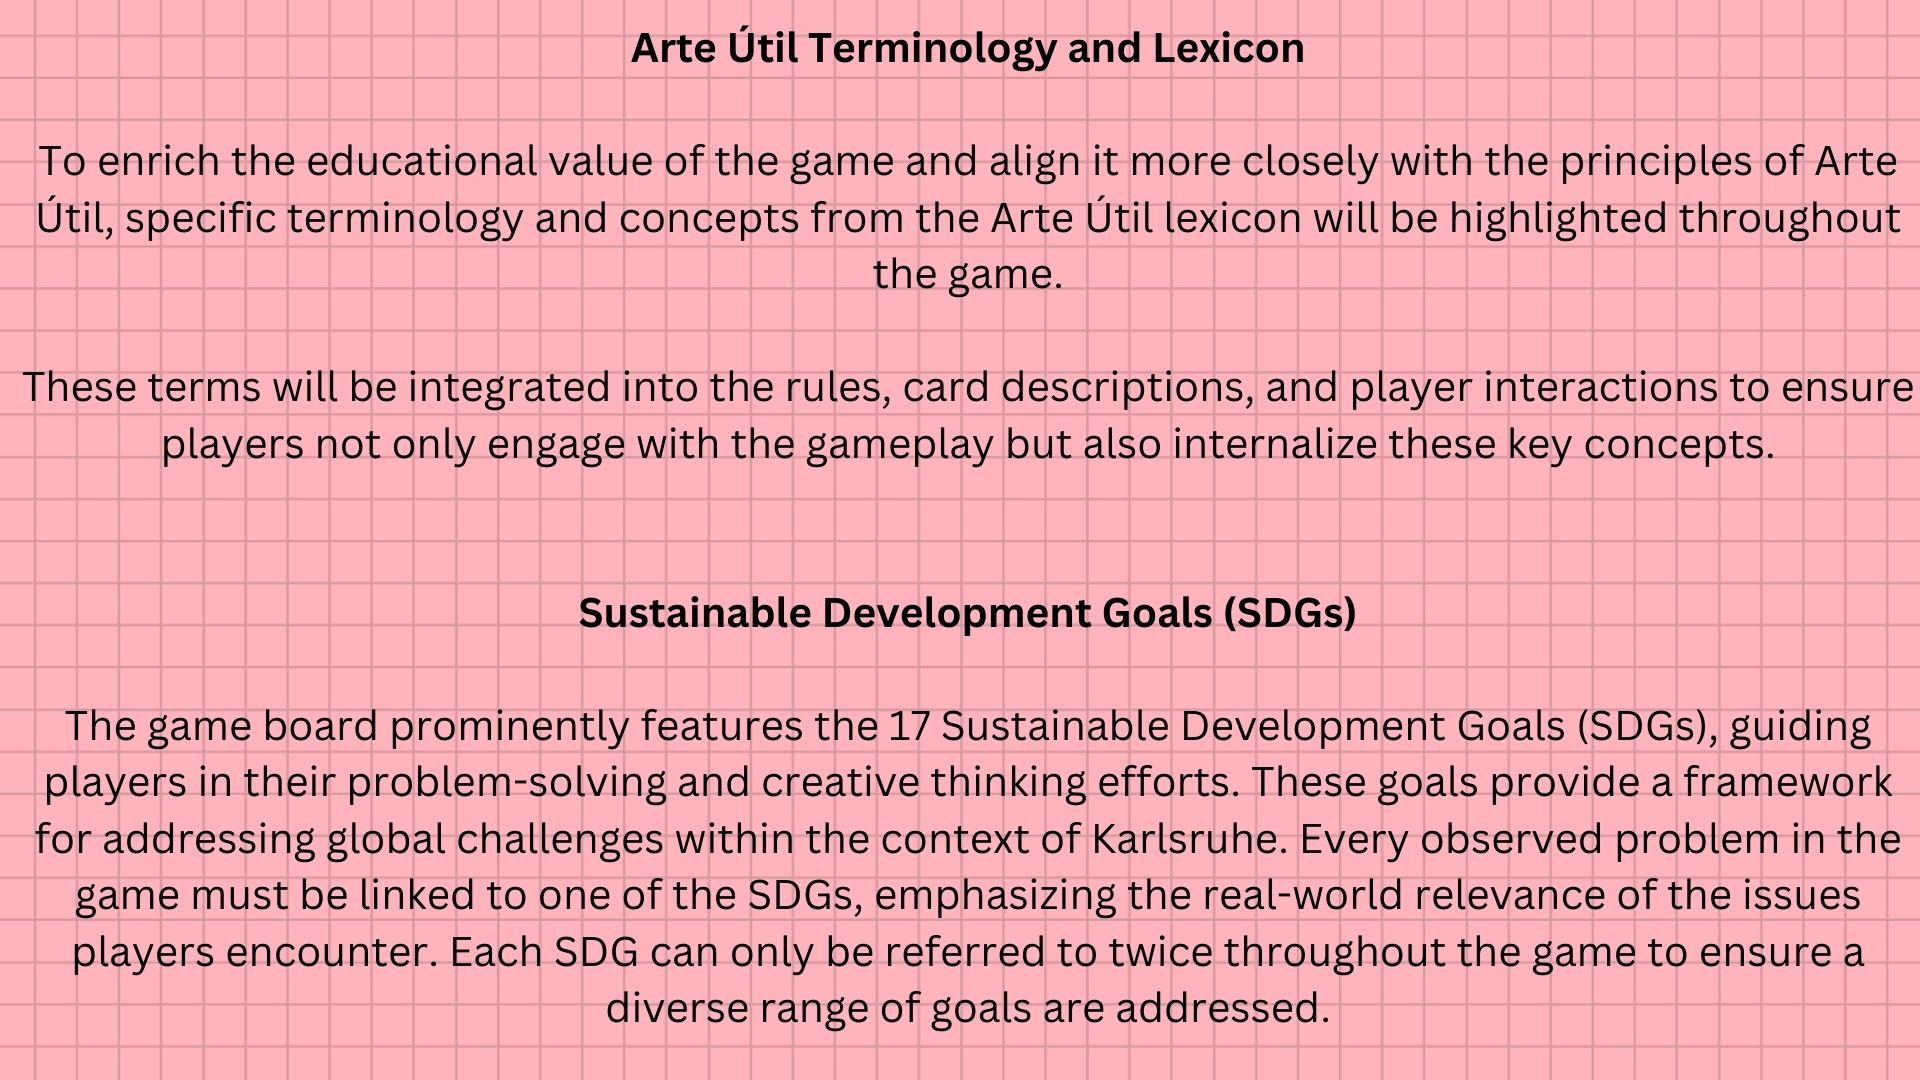 Arte Útil Terminology and Lexicon
To enrich the educational value of the game and align it more closely with the principles of Arte
Útil, specific terminology and concepts from the Arte Útil lexicon will be highlighted throughout
the game.
These terms will be integrated into the rules, card descriptions, and player interactions to ensure
players not only engage with the gameplay but also internalize these key concepts.
Sustainable Development Goals (SDGs)
The game board prominently features the 17 Sustainable Development Goals (SDGs), guiding
players in their problem-solving and creative thinking efforts. These goals provide a framework
for addressing global challenges within the context of Karlsruhe. Every observed problem in the
game must be linked to one of the SDGs, emphasizing the real-world relevance of the issues
players encounter. Each SDG can only be referred to twice throughout the game to ensure a
diverse range of goals are addressed.